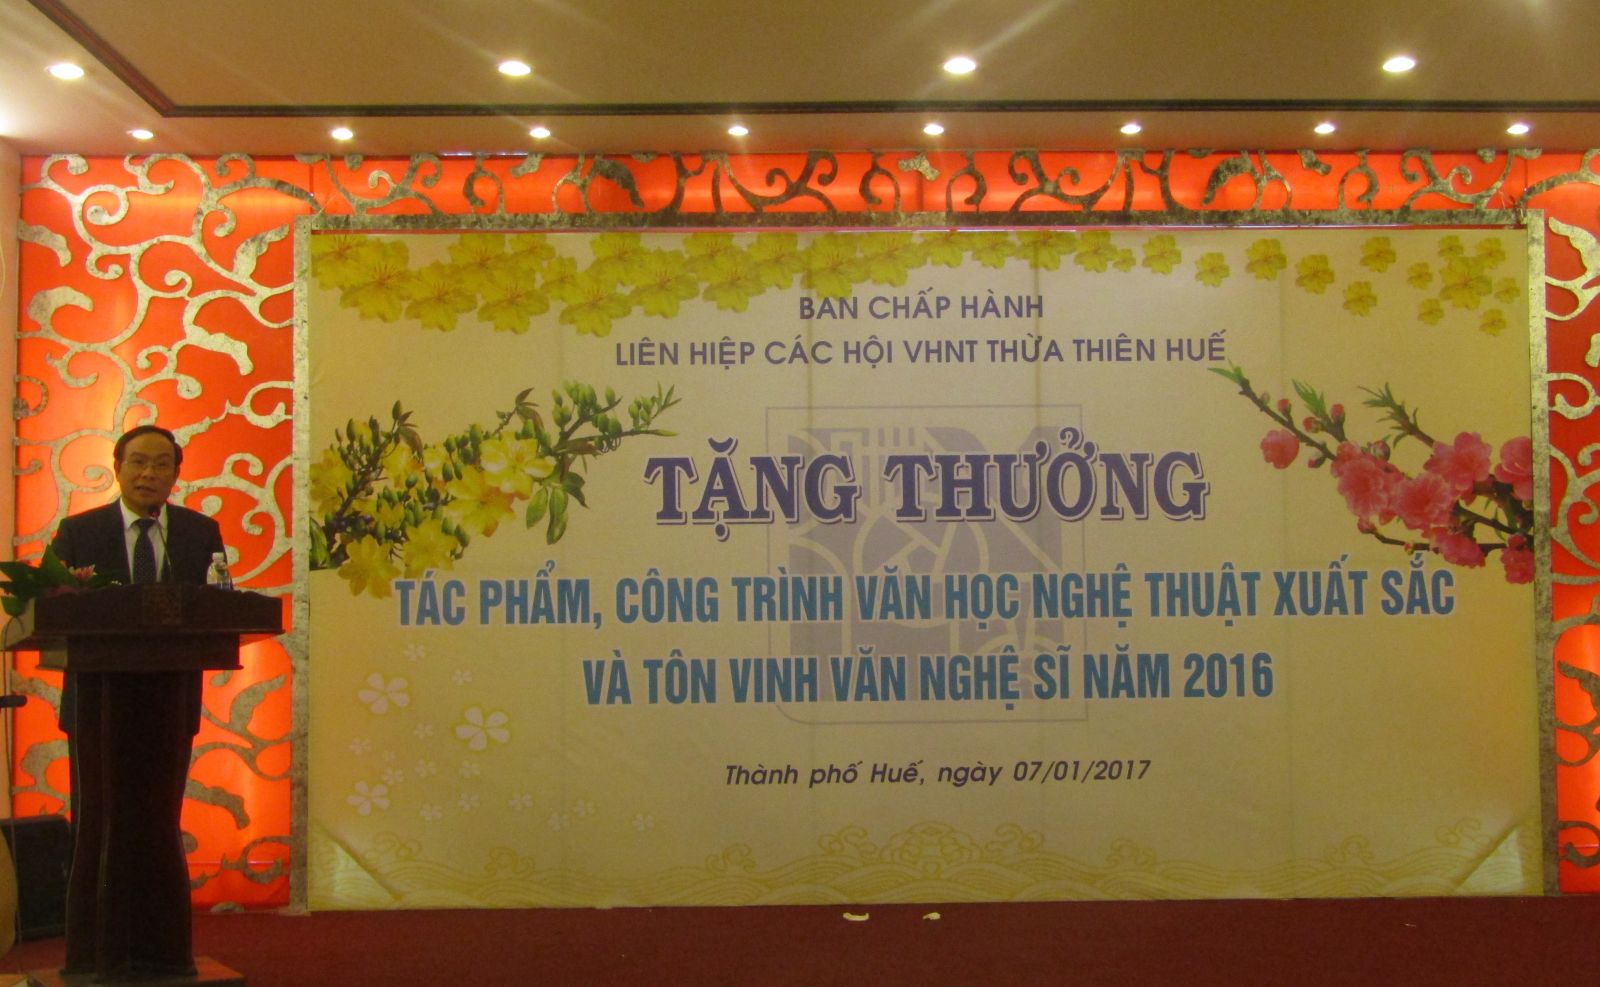 BAN CHẤP HÀNH
LIÊN HIỆP CÁC HỘI VHNT THỪA THIÊN HUẾ
TẶNG THƯỞNG
TÁC PHẨM, CÔNG TRÌNH VĂN HỌC NGHỆ THUẬT XUẤT SẮC
VÀ TÔN VINH VĂN NGHỆ SĨ NĂM 2016
Thành phố Huế, ngày 07/01/2017